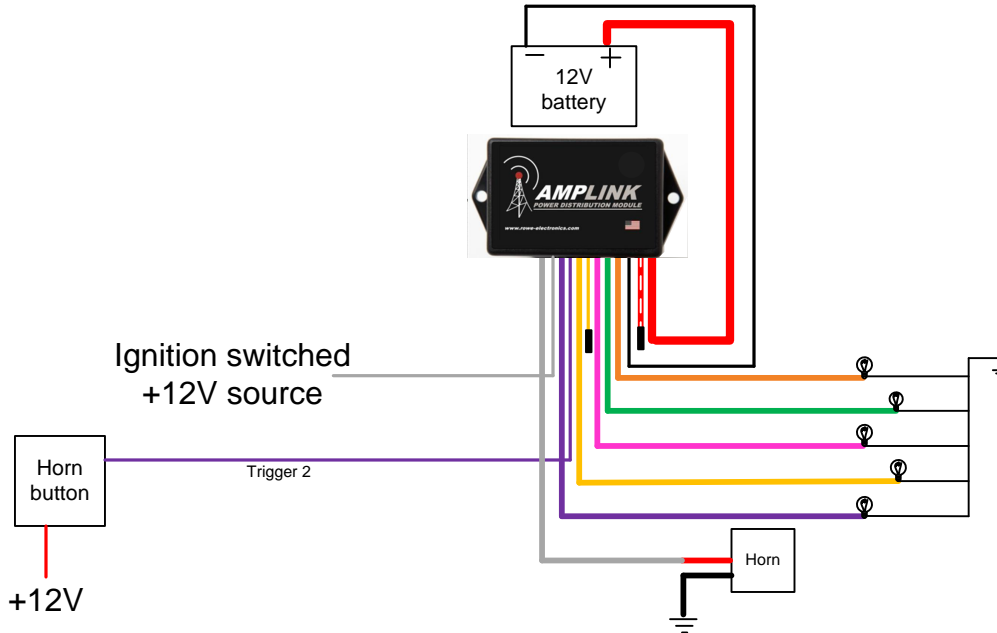 12V
battery
AMPLINK
POWER DISTRIBUTION MODULE
www.rowe-electronics.com
Ignition switched
+12V source
Horn
button
Trigger 2
+12V
Horn